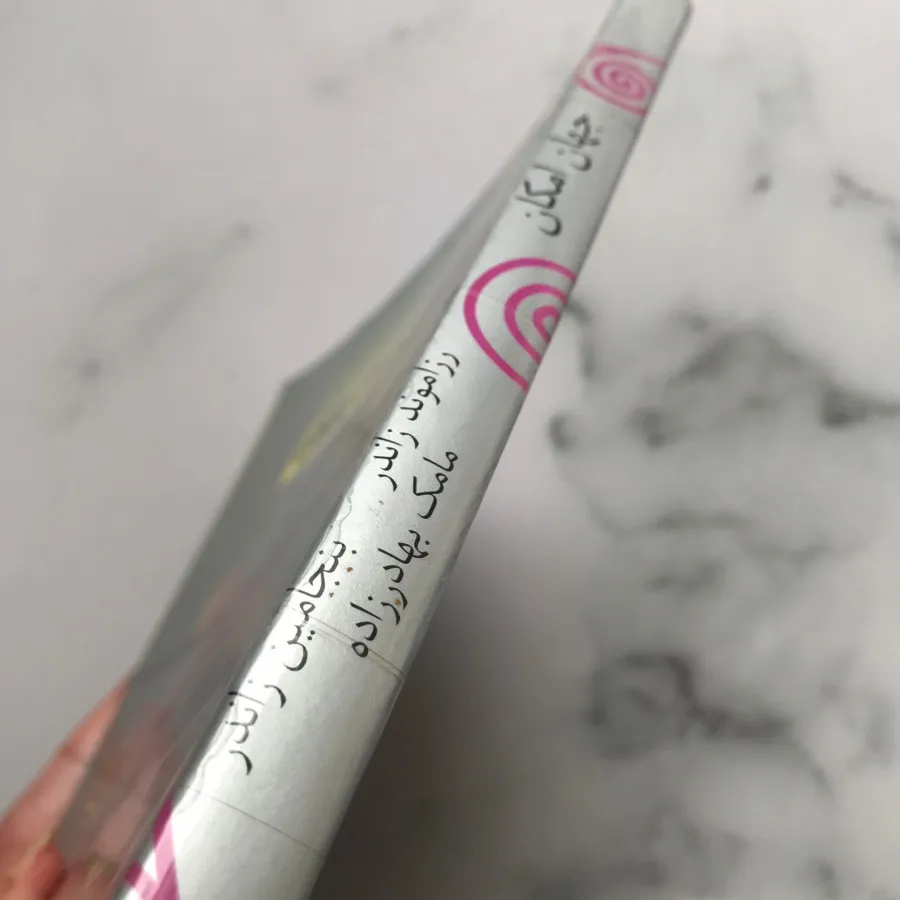 جهان امکان
رزاموند زاندر
بنجامین زاندر
مامک بهادرزاده